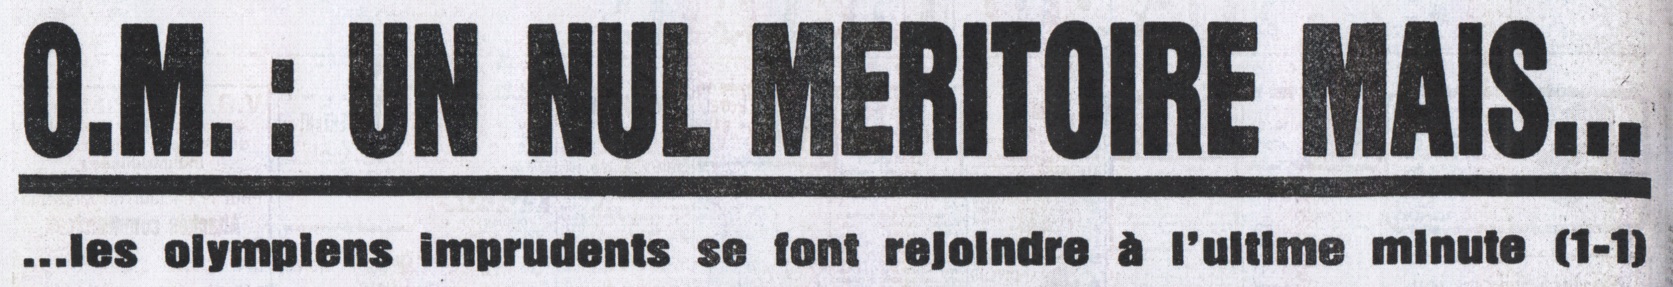 O.M. : UN NUL MERITOIRE MAIS...
...les olympiens imprudents se font rejoindre à l'ultime minute (1-1)